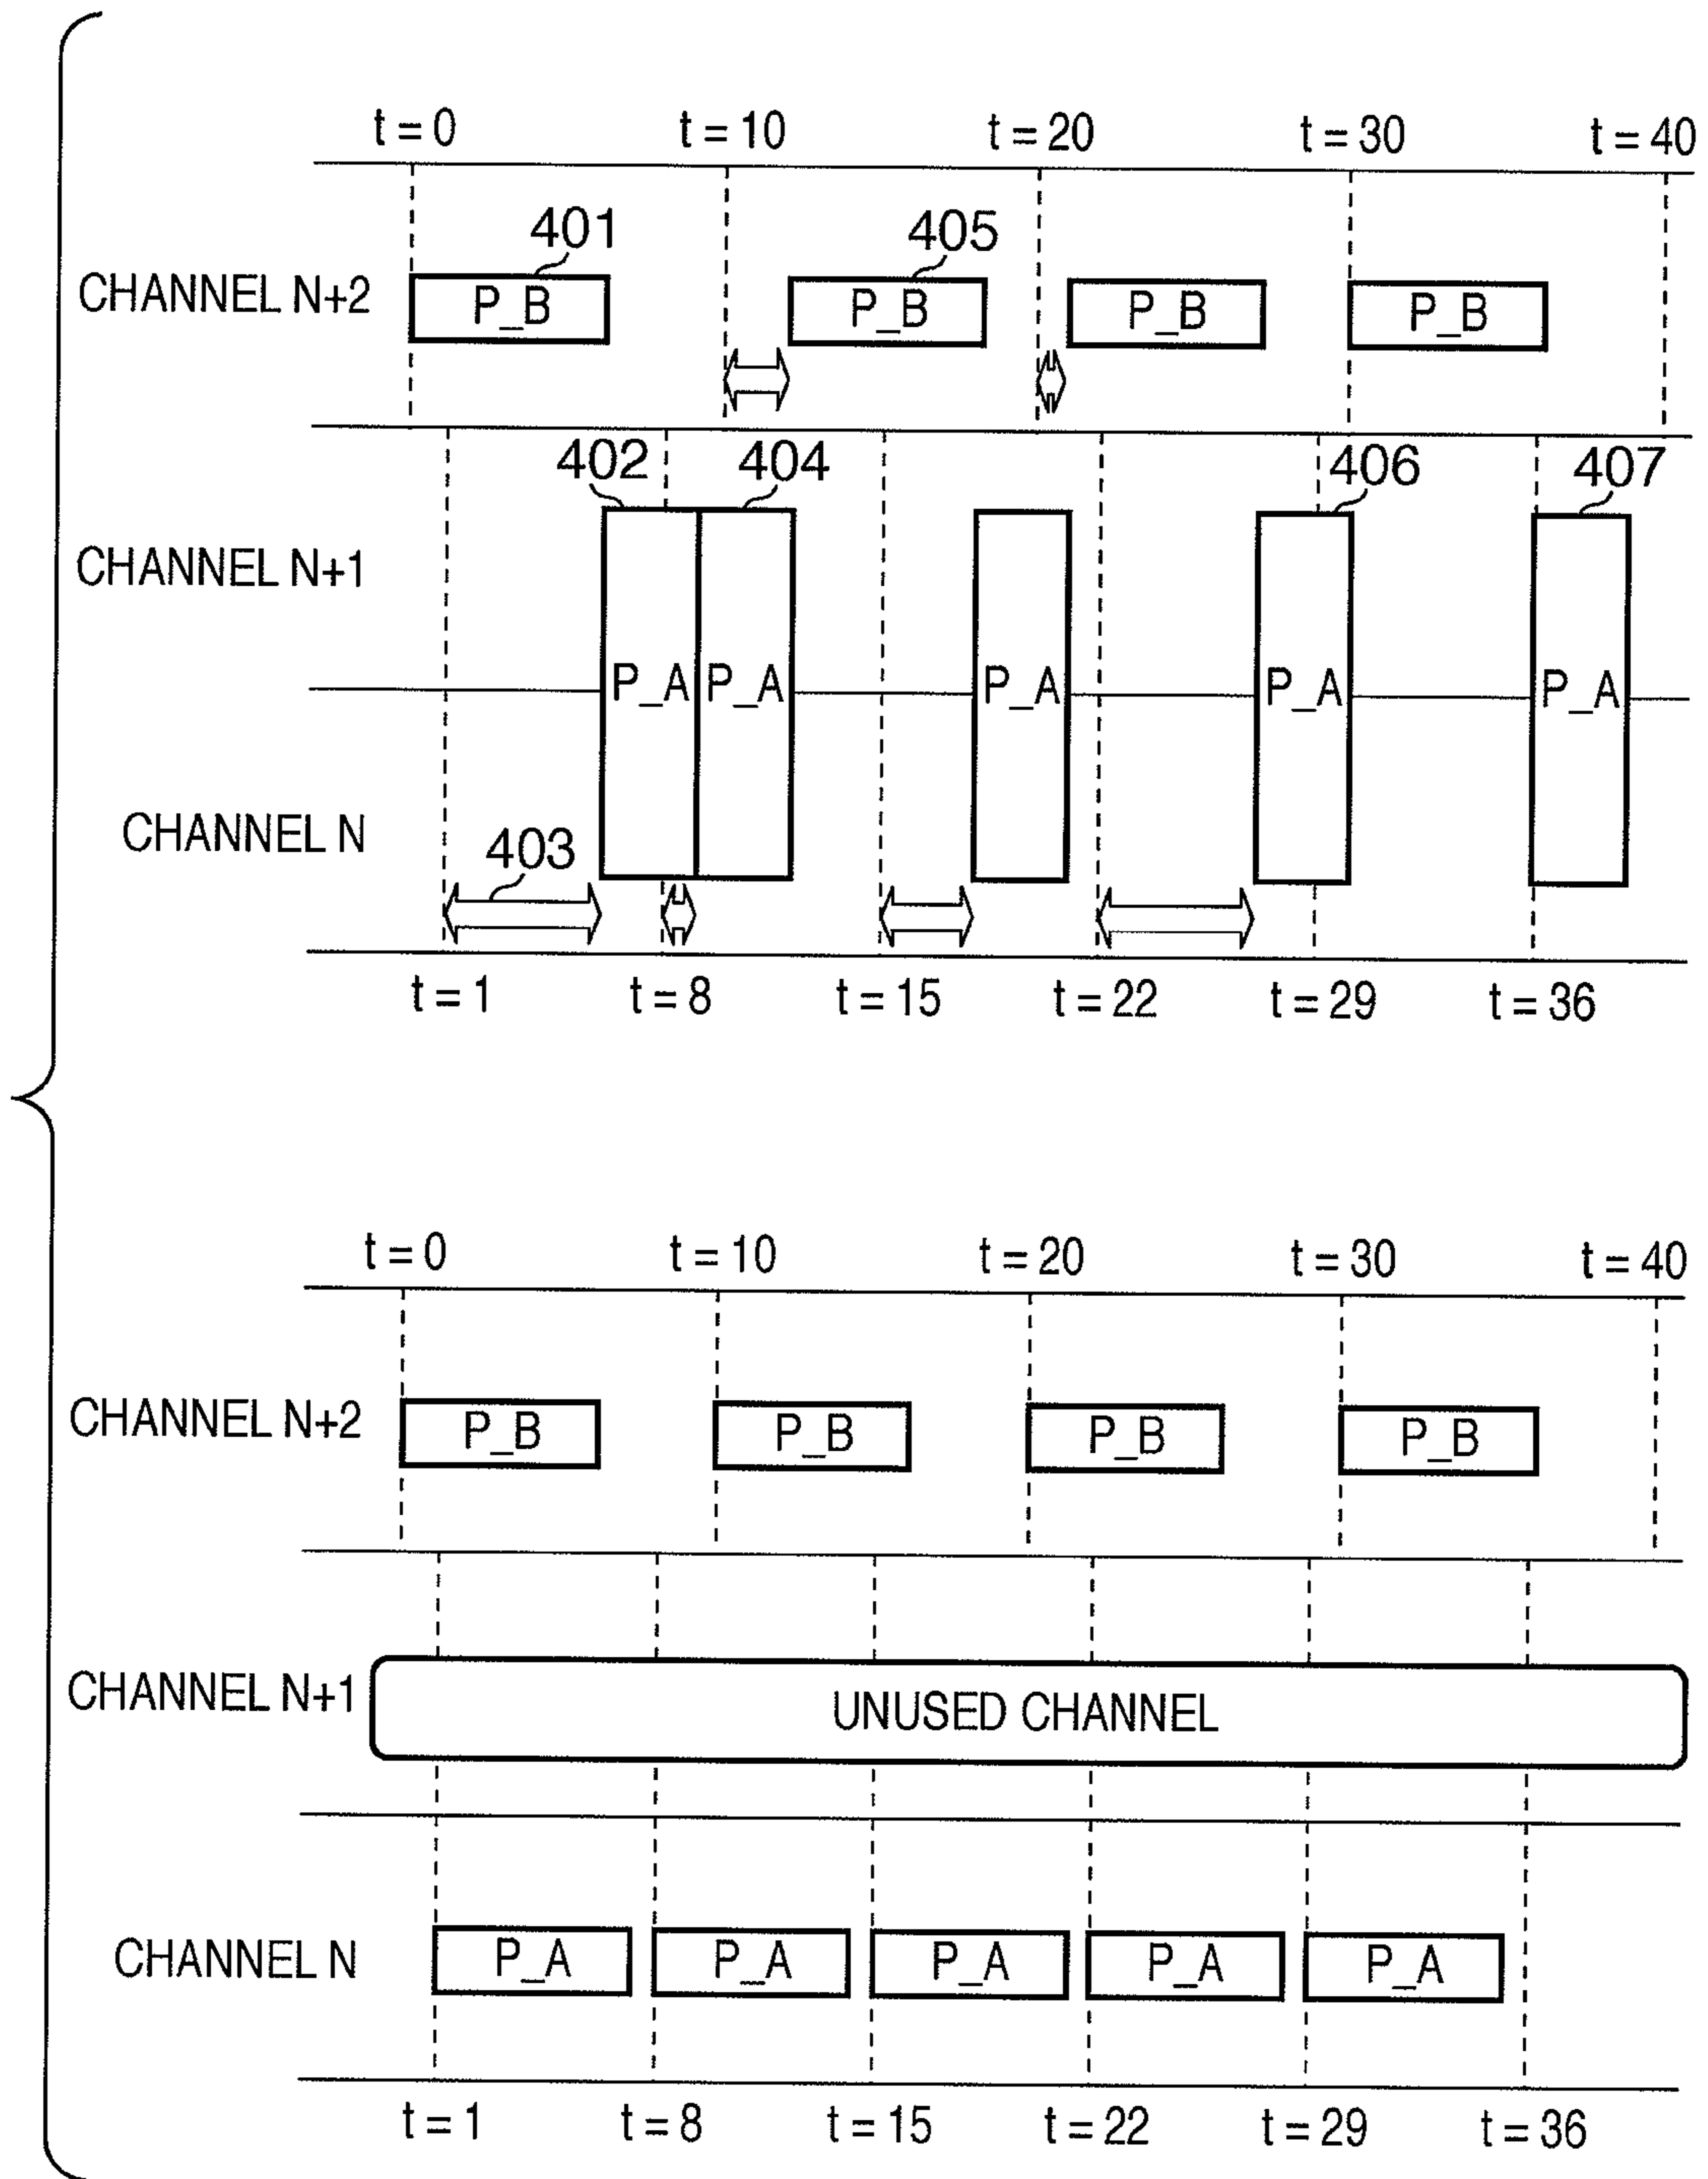 t = 0 t = 10 t = 20 t = 30 t = 40
401 405
CHANNEL N+2 P_B P_B P_B P_B
402 404 406 407
CHANNEL N+1
P_A P_A P_A P_A P_A
CHANNEL N
403
t = 1 t = 8 t = 15 t = 22 t = 29 t = 36
t = 0 t = 10 t = 20 t = 30 t = 40
CHANNEL N+2 P_B P_B P_B P_B
CHANNEL N+1 UNUSED CHANNEL
CHANNEL N P_A P_A P_A P_A P_A
t = 1 t = 8 t = 15 t = 22 t = 29 t = 36